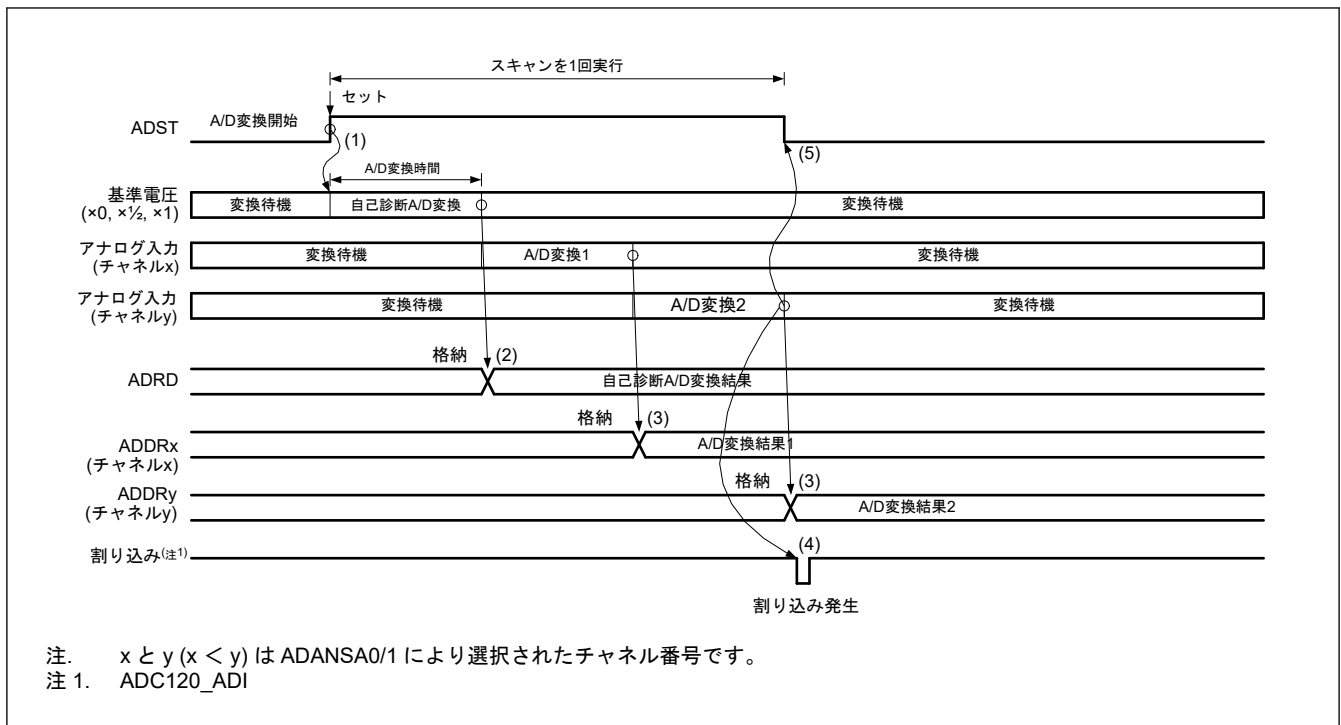 スキャンを1回実行
セット
ADST
A/D変換開始
(1)
(5)
A/D変換時間
基準電圧
(×0, ×½, ×1)
変換待機
自己診断A/D変換
変換待機
アナログ入力
(チャネルx)
変換待機
A/D変換1
変換待機
アナログ入力
(チャネルy)
変換待機
A/D変換2
変換待機
格納
(2)
ADRD
自己診断A/D変換結果
格納
(3)
ADDRx
(チャネルx)
A/D変換結果1
格納
(3)
ADDRy
(チャネルy)
A/D変換結果2
割り込み(注1)
(4)
割り込み発生
注. x と y (x < y) は ADANSA0/1 により選択されたチャネル番号です。
注 1. ADC120_ADI